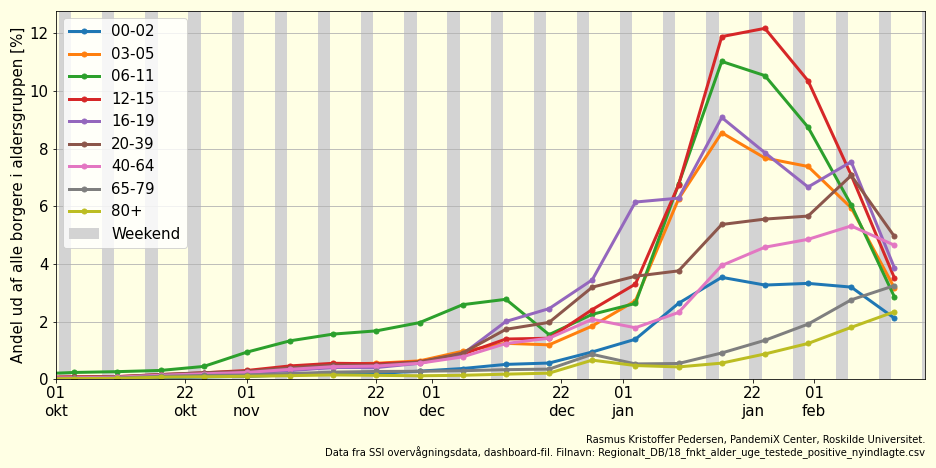 Andel ud af alle borgere i aldersgruppen [%]
12
10
8
6
4
2
0
00-02
03-05
06-11
12-15
16-19
20-39
40-64
65-79
80+
Weekend
01 22 01 22 01 22 01 22 01
okt okt nov nov dec dec jan jan feb
Rasmus Kristoffer Pedersen, PandemiX Center, Roskilde Universitet.
Data fra SSI overvågningsdata, dashboard-fil. Filnavn: Regionalt_DB/18_fnkt_alder_uge_testede_positive_nyindlagte.csv